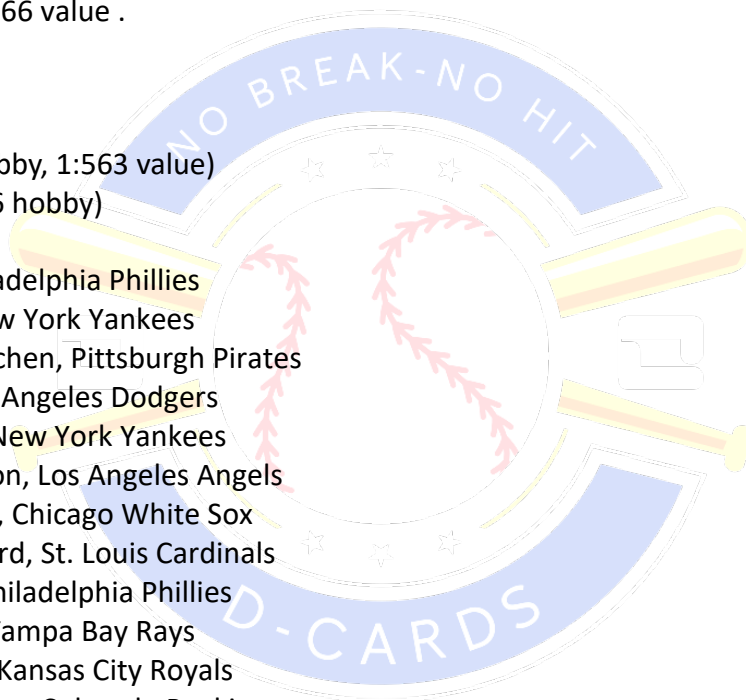 66 value .
NO BREAK-NO HIT
bby, 1:563 value)
6 hobby)
adelphia Phillies
w York Yankees
chen, Pittsburgh Pirates
Angeles Dodgers
New York Yankees
on, Los Angeles Angels
, Chicago White Sox
rd, St. Louis Cardinals
hiladelphia Phillies
Tampa Bay Rays
Kansas City Royals
D-CARDS